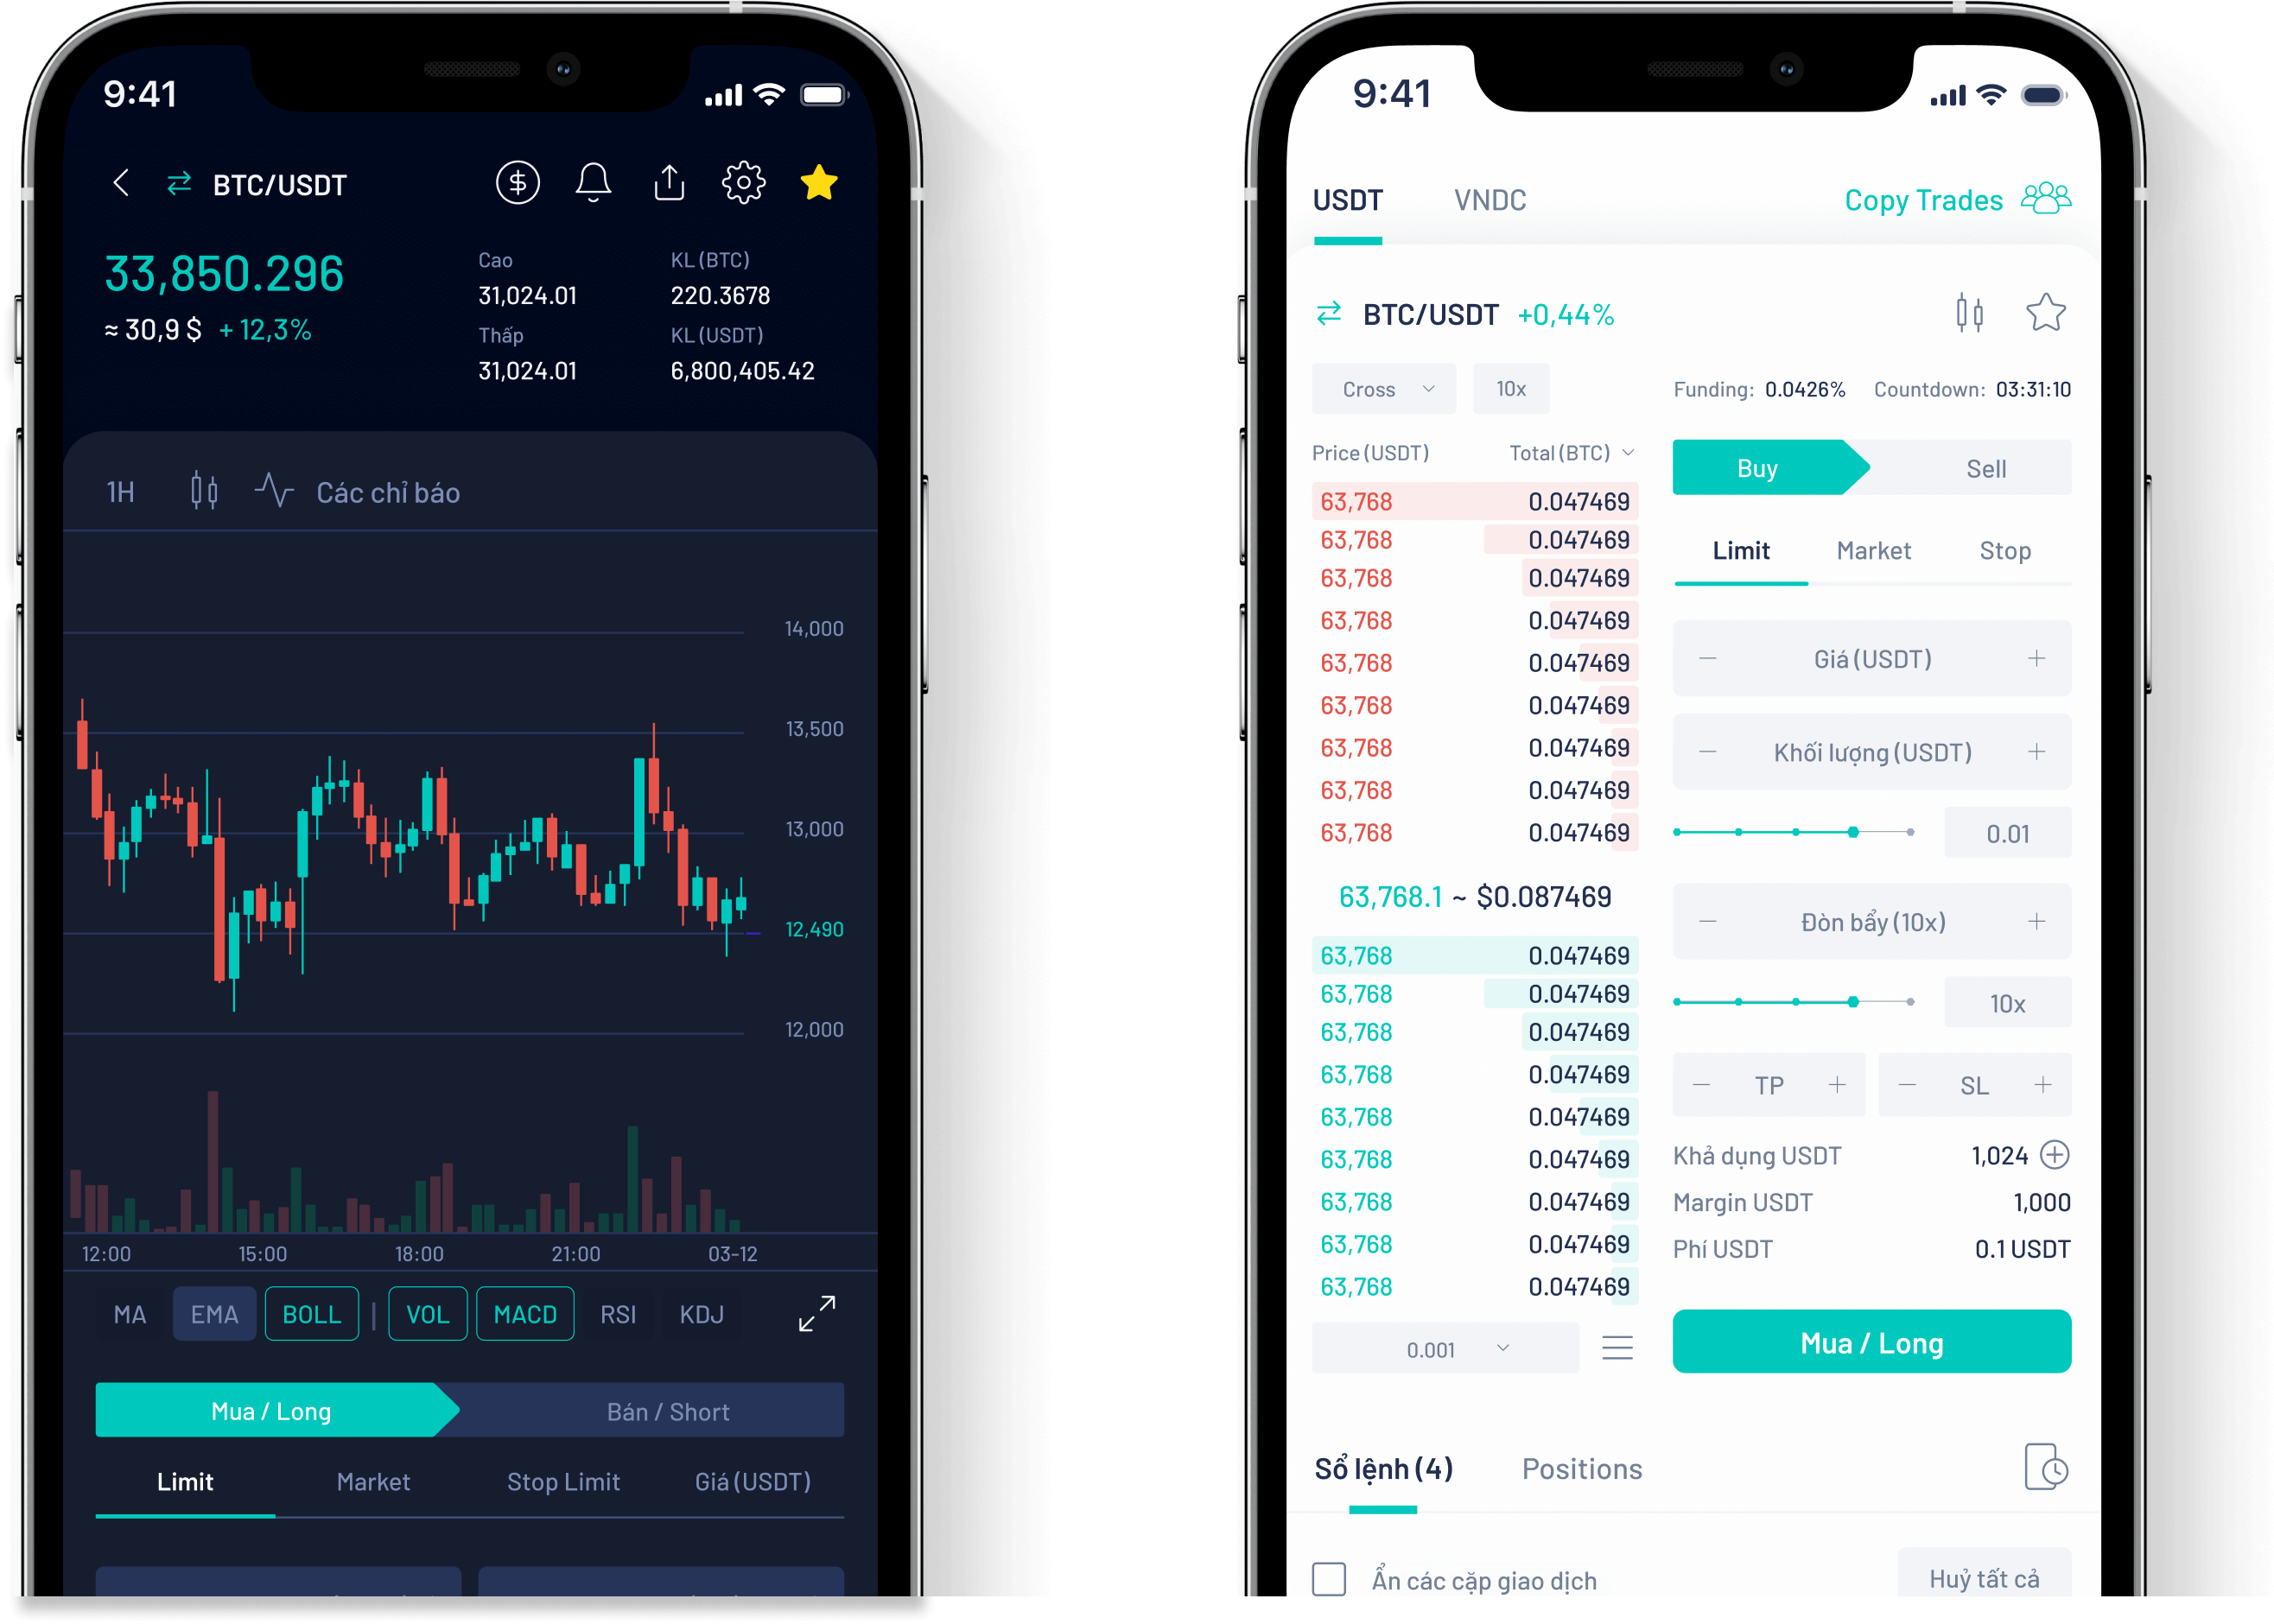 9:41
BTC/USDT
33,850.296
≈ 30,9 $ + 12,3%
Cao
31,024.01
Thấp
31,024.01
KL (BTC)
220.3678
KL (USDT)
6,800,405.42
1H
Các chỉ báo
14,000
13,500
13,000
12,490
12,000
12:00 15:00 18:00 21:00 03-12
MA EMA BOLL | VOL MACD RSI KDJ
Mua / Long Bán / Short
Limit Market Stop Limit Giá (USDT)
9:41
USDT VNDC Copy Trades
BTC/USDT +0,44%
Cross 10x
Funding: 0.0426% Countdown: 03:31:10
Price (USDT) Total (BTC)
63,768 0.047469
63,768 0.047469
63,768 0.047469
63,768 0.047469
63,768 0.047469
63,768 0.047469
63,768 0.047469
63,768 0.047469
63,768 0.047469
63,768.1 ~ $0.087469
63,768 0.047469
63,768 0.047469
63,768 0.047469
63,768 0.047469
63,768 0.047469
63,768 0.047469
63,768 0.047469
63,768 0.047469
63,768 0.047469
0.001
Buy Sell
Limit Market Stop
Giá (USDT)
Khối lượng (USDT)
0.01
Đòn bẩy (10x)
10x
TP SL
Khả dụng USDT 1,024
Margin USDT 1,000
Phí USDT 0.1 USDT
Mua / Long
Sổ lệnh (4) Positions
Ẩn các cặp giao dịch Huỷ tất cả